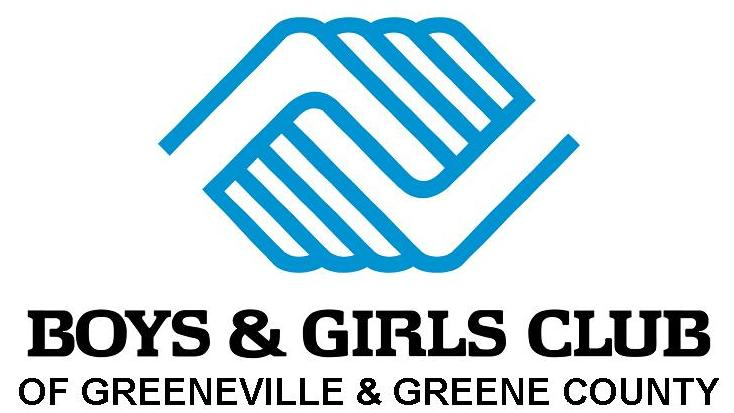 BOYS & GIRLS CLUB
OF GREENEVILLE & GREENE COUNTY